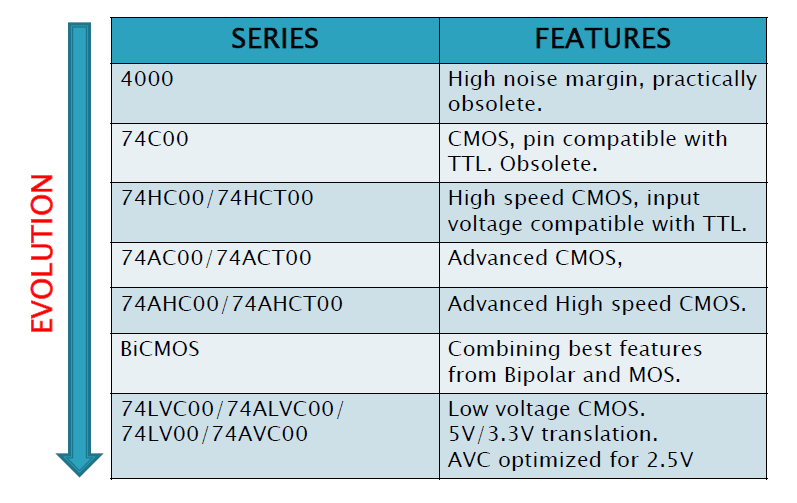 EVOLUTION
SERIES FEATURES
4000 High noise margin, practically
obsolete.
74C00 CMOS, pin compatible with
TTL. Obsolete.
74HC00/74HCT00 High speed CMOS, input
voltage compatible with TTL.
74AC00/74ACT00 Advanced CMOS,
74AHC00/74AHCT00 Advanced High speed CMOS.
BiCMOS Combining best features
from Bipolar and MOS.
74LVC00/74ALVC00/ Low voltage CMOS.
74LV00/74AVC00 5V/3.3V translation.
AVC optimized for 2.5V